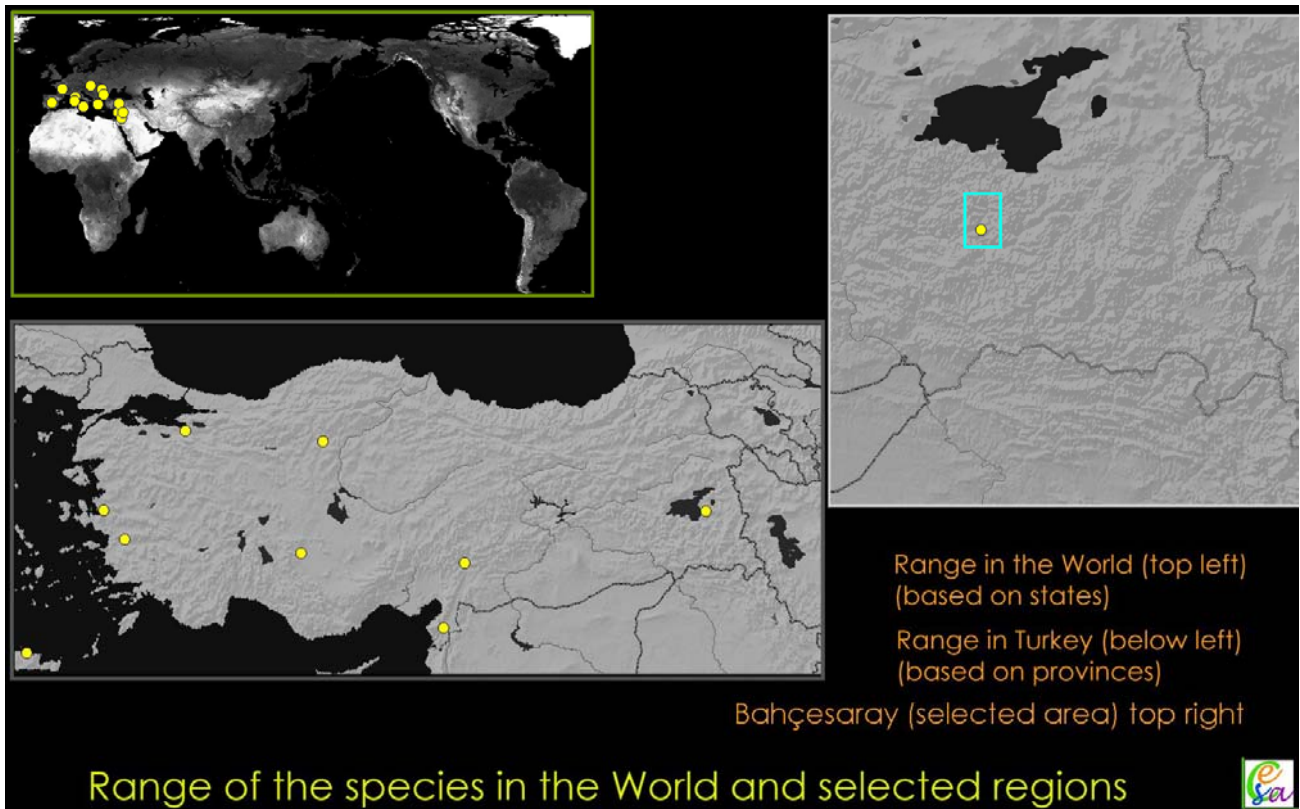 Range in the World (top left)
(based on states)
Range in Turkey (below left)
(based on provinces)
Bahçesaray (selected area) top right
Range of the species in the World and selected regions
esa